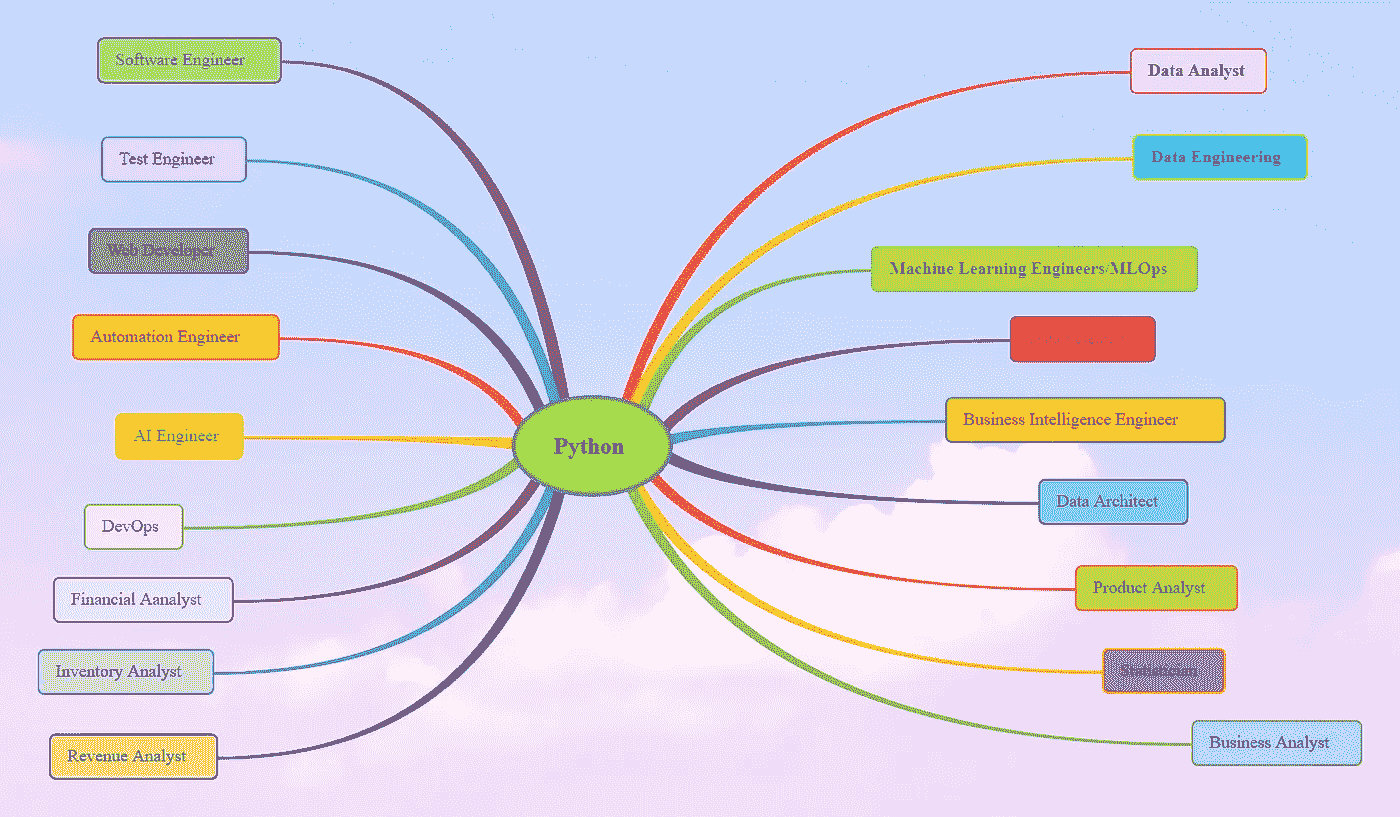 Software Engineer
Test Engineer
Web Developer
Automation Engineer
AI Engineer
DevOps
Financial Aanalyst
Inventory Analyst
Revenue Analyst
Python
Data Analyst
Data Engineering
Machine Learning Engineers/MLOps
Business Intelligence Engineer
Data Architect
Product Analyst
Statistician
Business Analyst